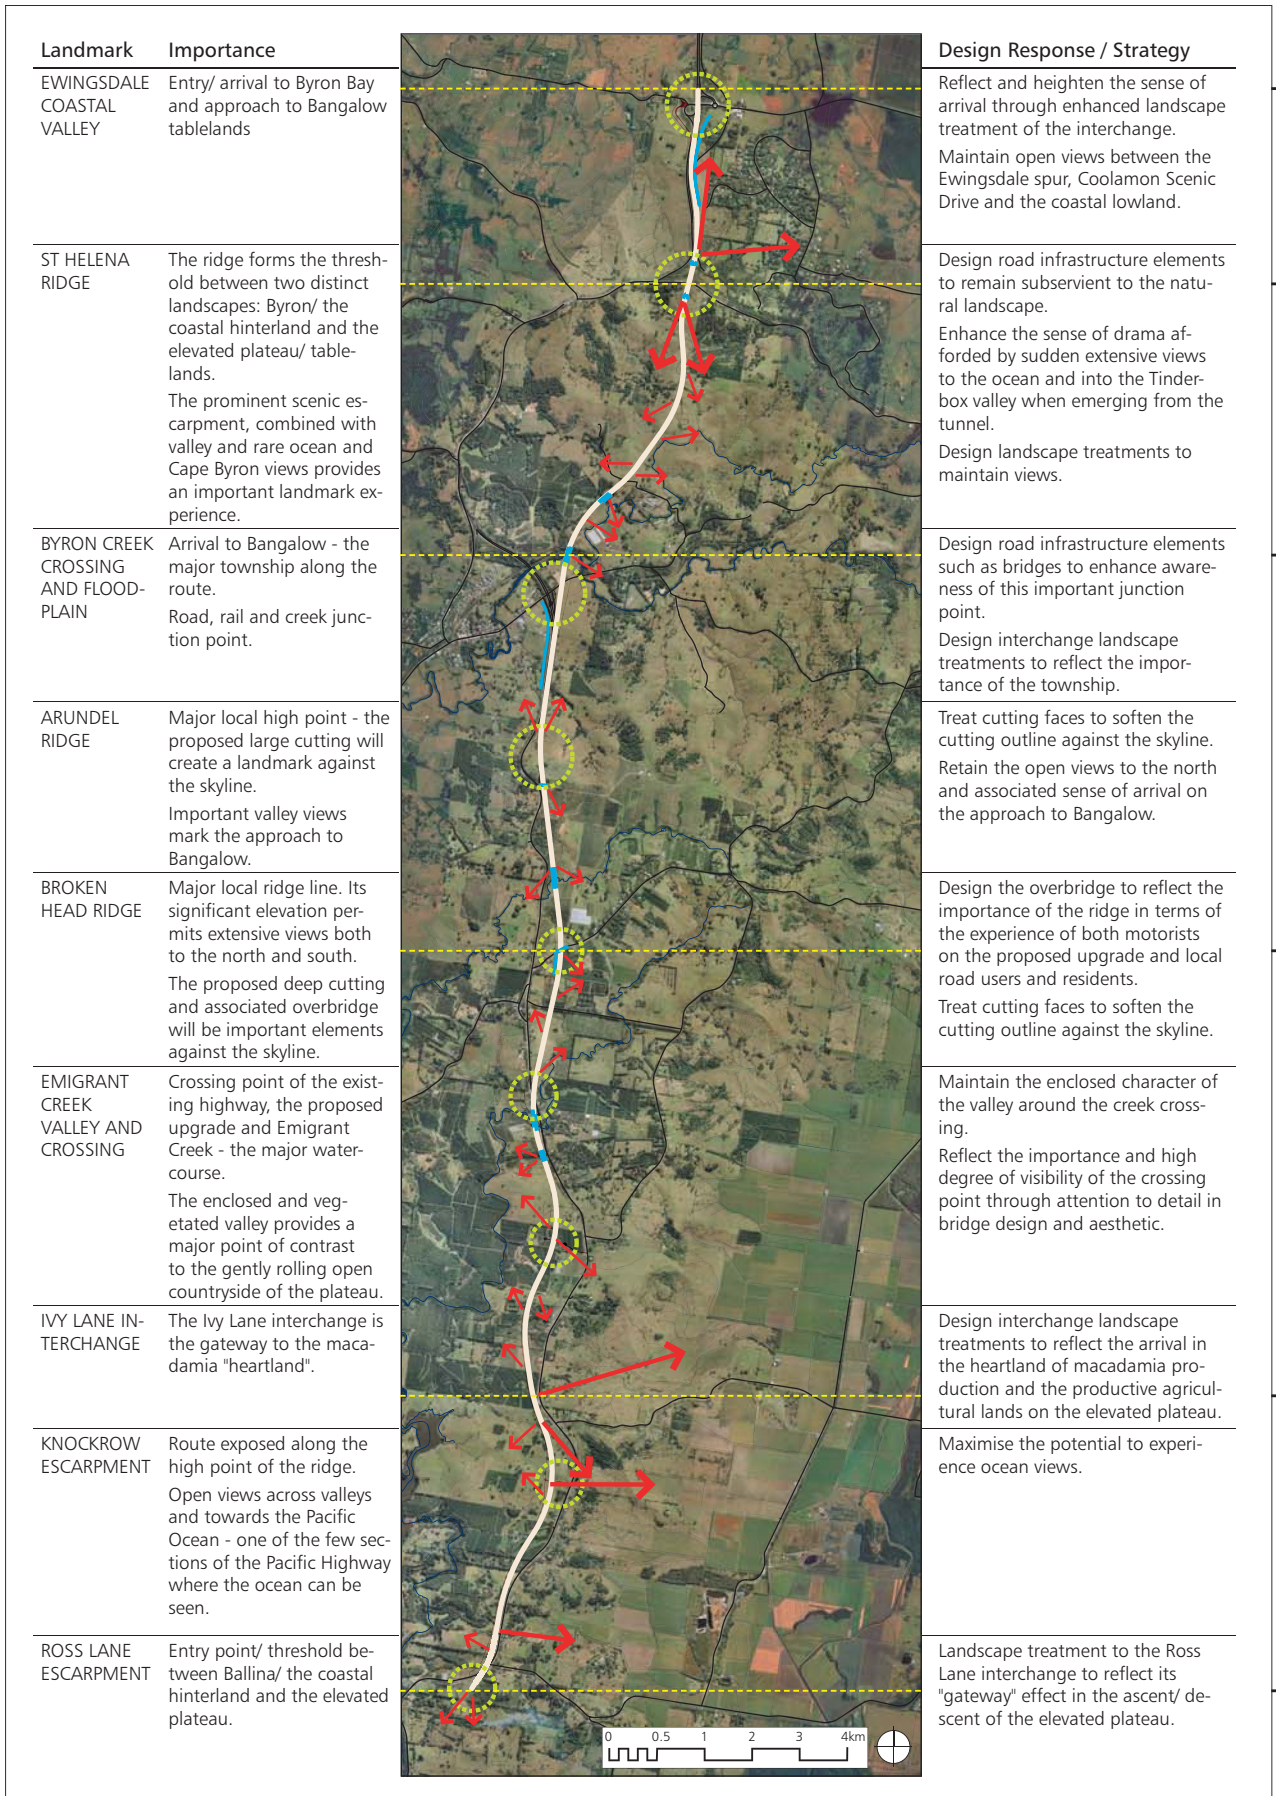 Landmark Importance Design Response / Strategy
EWINGSDALE
COASTAL
VALLEY
Entry/ arrival to Byron Bay
and approach to Bangalow
tablelands
Reflect and heighten the sense of
arrival through enhanced landscape
treatment of the interchange.
Maintain open views between the
Ewingsdale spur, Coolamon Scenic
Drive and the coastal lowland.
ST HELENA
RIDGE
The ridge forms the thresh-
old between two distinct
landscapes: Byron/ the
coastal hinterland and the
elevated plateau/ table-
lands.
The prominent scenic es-
carpment, combined with
valley and rare ocean and
Cape Byron views provides
an important landmark ex-
perience.
Design road infrastructure elements
to remain subservient to the natu-
ral landscape.
Enhance the sense of drama af-
forded by sudden extensive views
to the ocean and into the Tinder-
box valley when emerging from the
tunnel.
Design landscape treatments to
maintain views.
BYRON CREEK
CROSSING
AND FLOOD-
PLAIN
Arrival to Bangalow - the
major township along the
route.
Road, rail and creek junc-
tion point.
Design road infrastructure elements
such as bridges to enhance aware-
ness of this important junction
point.
Design interchange landscape
treatments to reflect the impor-
tance of the township.
ARUNDEL
RIDGE
Major local high point - the
proposed large cutting will
create a landmark against
the skyline.
Important valley views
mark the approach to
Bangalow.
Treat cutting faces to soften the
cutting outline against the skyline.
Retain the open views to the north
and associated sense of arrival on
the approach to Bangalow.
BROKEN
HEAD RIDGE
Major local ridge line. Its
significant elevation per-
mits extensive views both
to the north and south.
The proposed deep cutting
and associated overbridge
will be important elements
against the skyline.
Design the overbridge to reflect the
importance of the ridge in terms of
the experience of both motorists
on the proposed upgrade and local
road users and residents.
Treat cutting faces to soften the
cutting outline against the skyline.
EMIGRANT
CREEK
VALLEY AND
CROSSING
Crossing point of the exist-
ing highway, the proposed
upgrade and Emigrant
Creek - the major water-
course.
The enclosed and veg-
etated valley provides a
major point of contrast
to the gently rolling open
countryside of the plateau.
Maintain the enclosed character of
the valley around the creek cross-
ing.
Reflect the importance and high
degree of visibility of the crossing
point through attention to detail in
bridge design and aesthetic.
IVY LANE IN-
TERCHANGE
The Ivy Lane interchange is
the gateway to the maca-
damia "heartland".
Design interchange landscape
treatments to reflect the arrival in
the heartland of macadamia pro-
duction and the productive agricul-
tural lands on the elevated plateau.
KNOCKROW
ESCARPMENT
Route exposed along the
high point of the ridge.
Open views across valleys
and towards the Pacific
Ocean - one of the few sec-
tions of the Pacific Highway
where the ocean can be
seen.
Maximise the potential to experi-
ence ocean views.
ROSS LANE
ESCARPMENT
Entry point/ threshold be-
tween Ballina/ the coastal
hinterland and the elevated
plateau.
Landscape treatment to the Ross
Lane interchange to reflect its
"gateway" effect in the ascent/ de-
scent of the elevated plateau.
0 0.5 1 2 3 4km